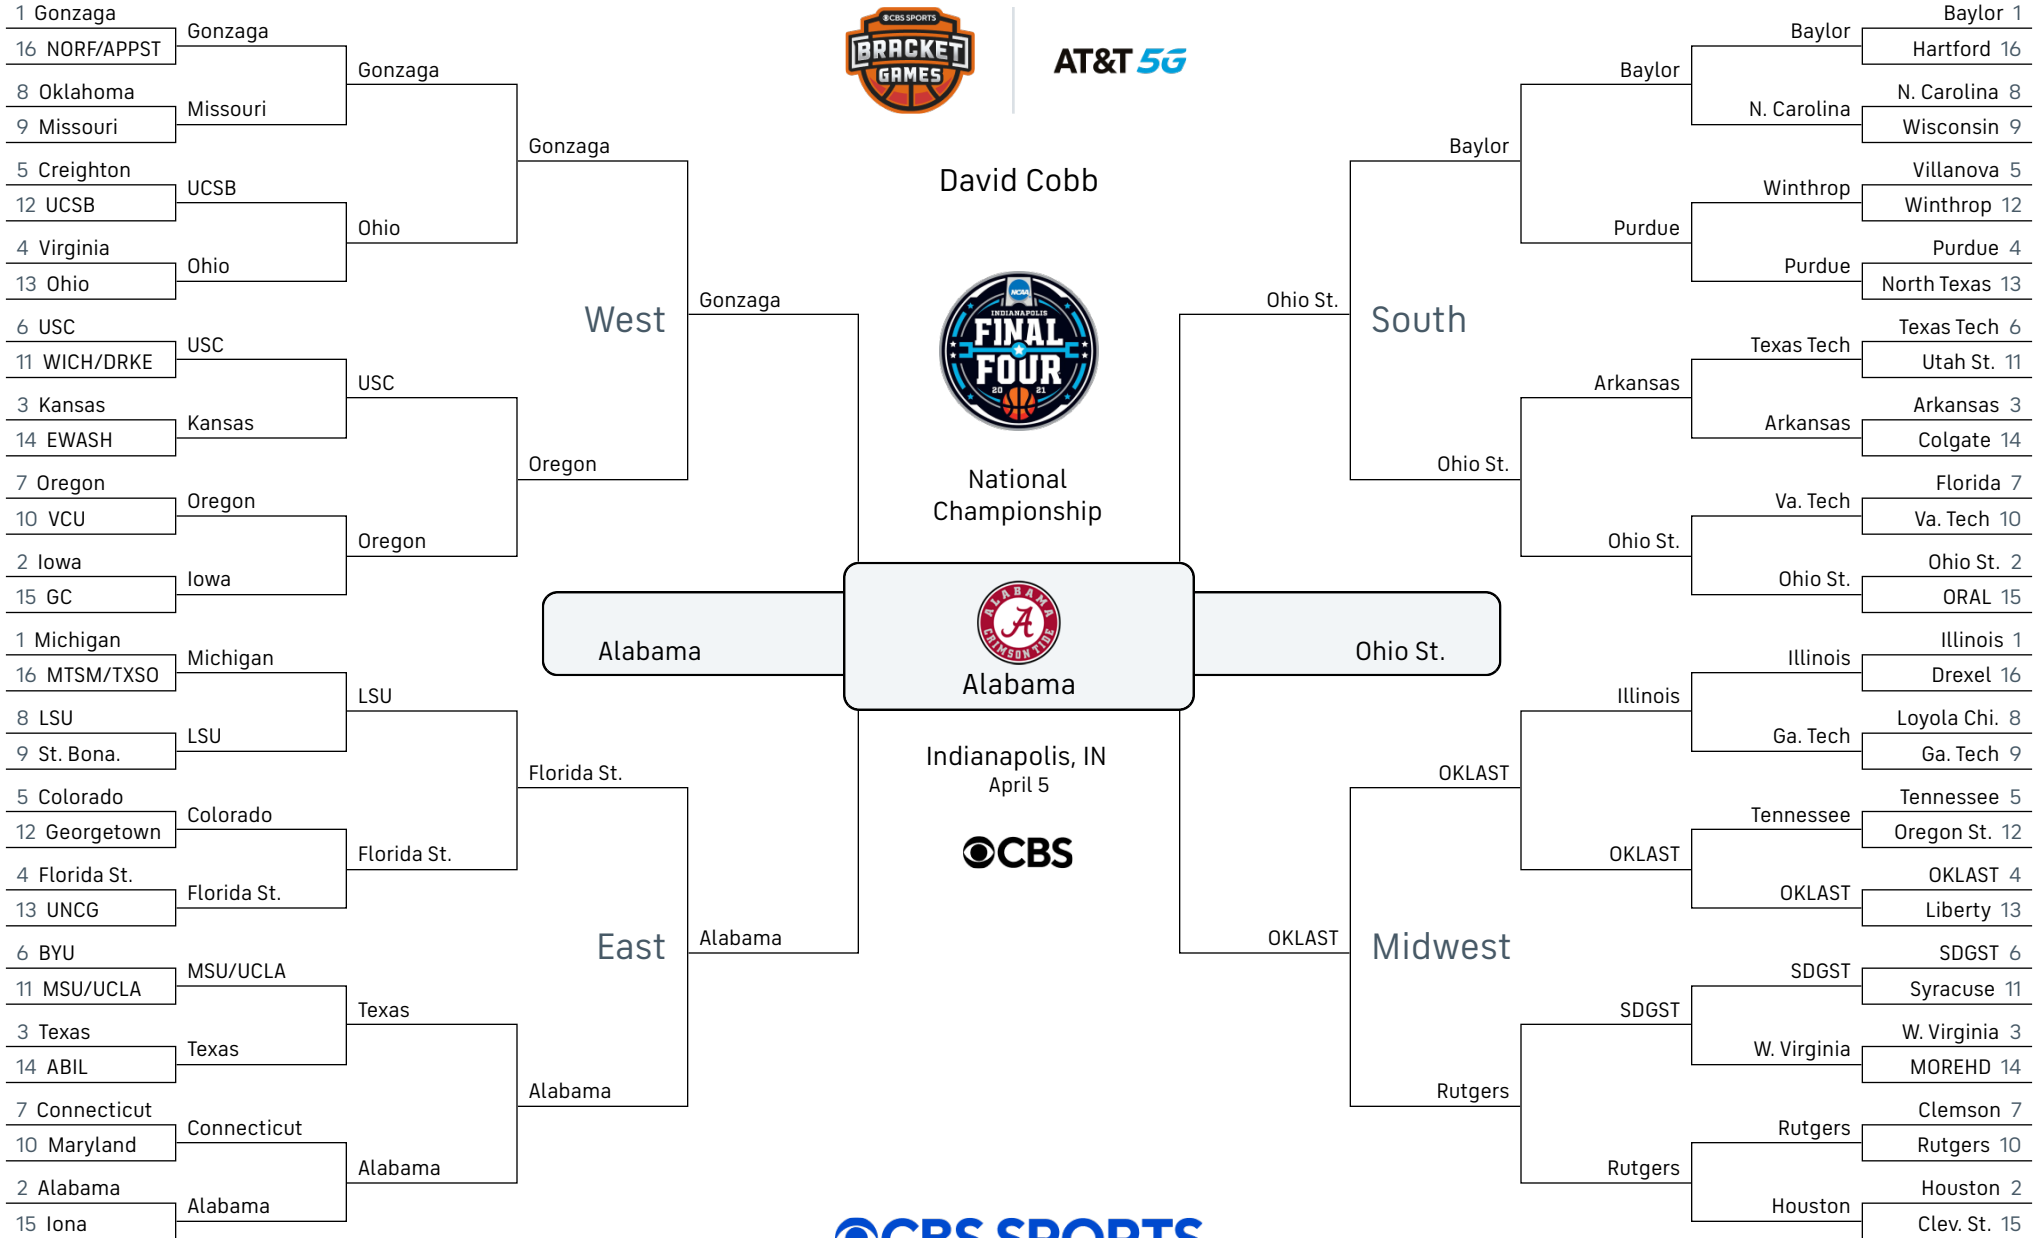 1 Gonzaga
16 NORF/APPST
8 Oklahoma
9 Missouri
5 Creighton
12 UCSB
4 Virginia
13 Ohio
6 USC
11 WICH/DRKE
3 Kansas
14 EWASH
7 Oregon
10 VCU
2 Iowa
15 GC
1 Michigan
16 MTSM/TXSO
8 LSU
9 St. Bona.
5 Colorado
12 Georgetown
4 Florida St.
13 UNCG
6 BYU
11 MSU/UCLA
3 Texas
14 ABIL
7 Connecticut
10 Maryland
2 Alabama
15 Iona
Gonzaga
Missouri
UCSB
Ohio
USC
Kansas
Oregon
Iowa
Michigan
LSU
Colorado
Florida St.
MSU/UCLA
Texas
Connecticut
Alabama
Gonzaga
Ohio
USC
Oregon
LSU
Florida St.
Texas
Alabama
Gonzaga
Oregon
Florida St.
Alabama
West
East
Gonzaga
Alabama
CBS SPORTS
BRACKET
GAMES
AT&T 5G
David Cobb
NCAA
INDIANAPOLIS
FINAL
FOUR
20 21
National
Championship
Alabama
ALABAMA
A
CRIMSON TIDE
Alabama
Ohio St.
Indianapolis, IN
April 5
CBS
CBS SPORTS
Ohio St.
OKLAST
South
Midwest
Baylor
Ohio St.
OKLAST
Rutgers
Baylor
Purdue
Arkansas
Ohio St.
Illinois
OKLAST
SDGST
Rutgers
Baylor
N. Carolina
Winthrop
Purdue
Texas Tech
Arkansas
Va. Tech
Ohio St.
Illinois
Ga. Tech
Tennessee
OKLAST
SDGST
W. Virginia
Rutgers
Houston
Baylor 1
Hartford 16
N. Carolina 8
Wisconsin 9
Villanova 5
Winthrop 12
Purdue 4
North Texas 13
Texas Tech 6
Utah St. 11
Arkansas 3
Colgate 14
Florida 7
Va. Tech 10
Ohio St. 2
ORAL 15
Illinois 1
Drexel 16
Loyola Chi. 8
Ga. Tech 9
Tennessee 5
Oregon St. 12
OKLAST 4
Liberty 13
SDGST 6
Syracuse 11
W. Virginia 3
MOREHD 14
Clemson 7
Rutgers 10
Houston 2
Clev. St. 15